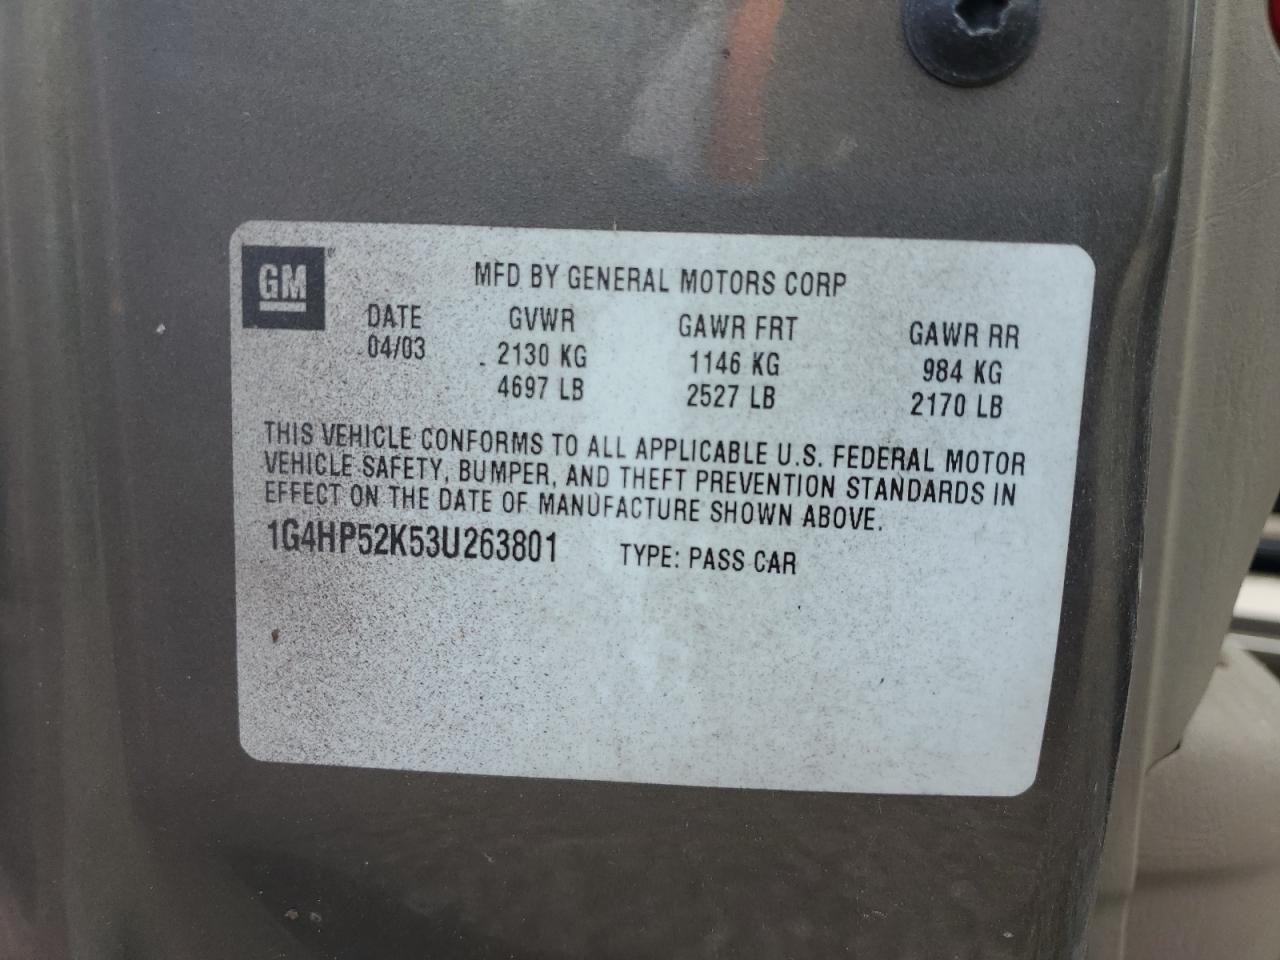 GM
MFD BY GENERAL MOTORS CORP
DATE GVWR GAWR FRT GAWR RR
04/03 2130 KG 1146 KG 984 KG
4697 LB 2527 LB 2170 LB
THIS VEHICLE CONFORMS TO ALL APPLICABLE U.S. FEDERAL MOTOR
VEHICLE SAFETY, BUMPER, AND THEFT PREVENTION STANDARDS IN
EFFECT ON THE DATE OF MANUFACTURE SHOWN ABOVE.
1G4HP52K53U263801 TYPE: PASS CAR